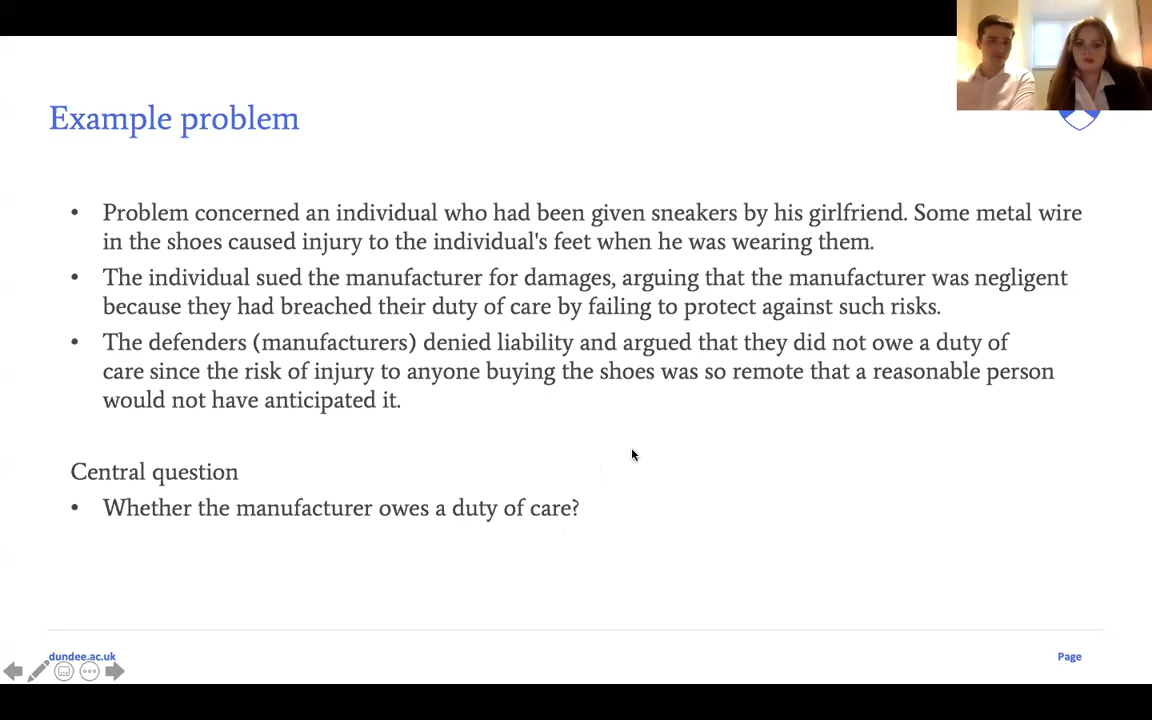 Example problem
• Problem concerned an individual who had been given sneakers by his girlfriend. Some metal wire
in the shoes caused injury to the individual's feet when he was wearing them.
• The individual sued the manufacturer for damages, arguing that the manufacturer was negligent
because they had breached their duty of care by failing to protect against such risks.
• The defenders (manufacturers) denied liability and argued that they did not owe a duty of
care since the risk of injury to anyone buying the shoes was so remote that a reasonable person
would not have anticipated it.
Central question
• Whether the manufacturer owes a duty of care?
dundee.ac.uk
Page